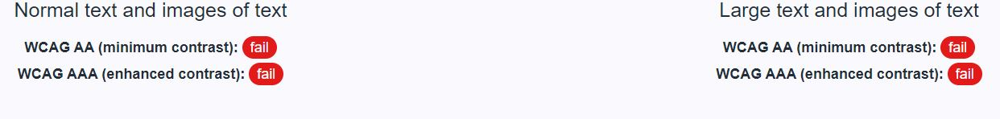 Normal text and images of text
WCAG AA (minimum contrast): fail
WCAG AAA (enhanced contrast): fail
Large text and images of text
WCAG AA (minimum contrast): fail
WCAG AAA (enhanced contrast): fail